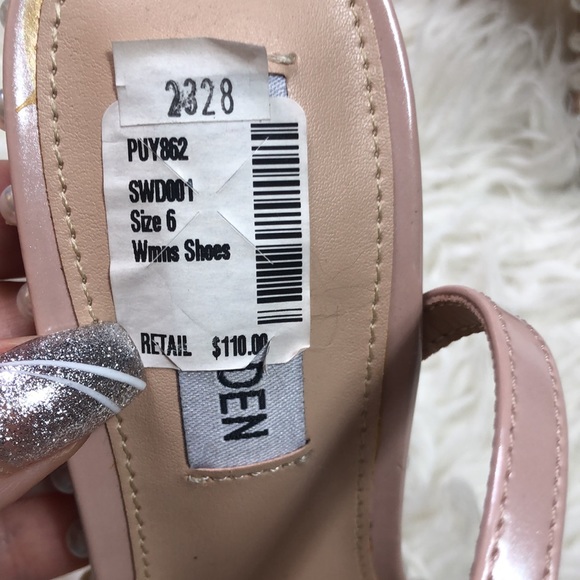 2328
PUY862
SWD001
Size 6
Wmns Shoes
RETAIL $110.00
DEN